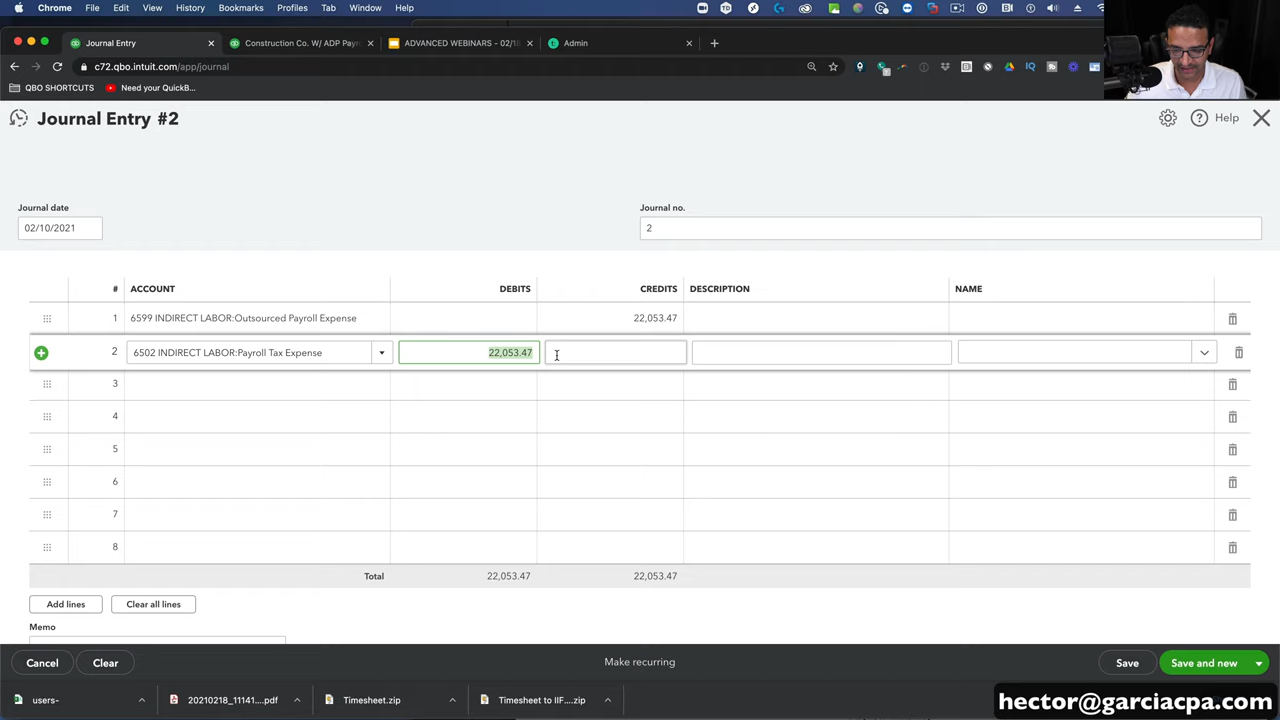 Chrome File Edit View History Bookmarks Profiles Tab Window Help
Journal Entry
Construction Co. W/ ADP Payr
ADVANCED WEBINARS - 02/18
Admin
c72.qbo.intuit.com/app/journal
QBO SHORTCUTS Need your QuickB...
Journal Entry #2
Help
Journal date
02/10/2021
Journal no.
2
# ACCOUNT DEBITS CREDITS DESCRIPTION NAME
1 6599 INDIRECT LABOR:Outsourced Payroll Expense 22,053.47
2 6502 INDIRECT LABOR:Payroll Tax Expense 22,053.47
3
4
5
6
7
8
Total 22,053.47 22,053.47
Add lines Clear all lines
Memo
Cancel Clear Make recurring Save Save and new
users- 20210218_11141....pdf Timesheet.zip Timesheet to IIF....zip
hector@garciacpa.com